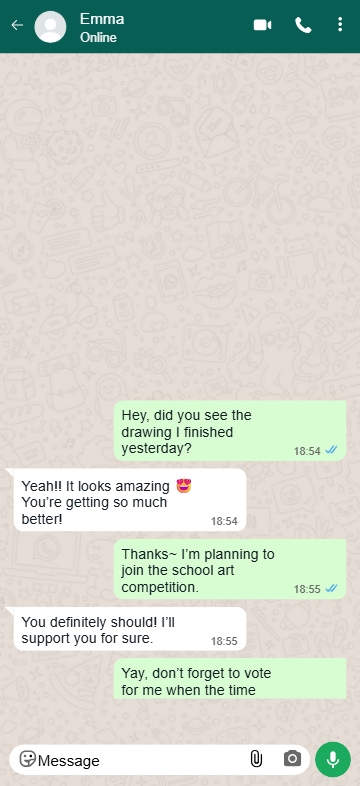 Emma
Online
Hey, did you see the
drawing I finished
yesterday?
18:54
Yeah!! It looks amazing 😍
You’re getting so much
better!
18:54
Thanks~ I’m planning to
join the school art
competition.
18:55
You definitely should! I’ll
support you for sure.
18:55
Yay, don’t forget to vote
for me when the time
Message